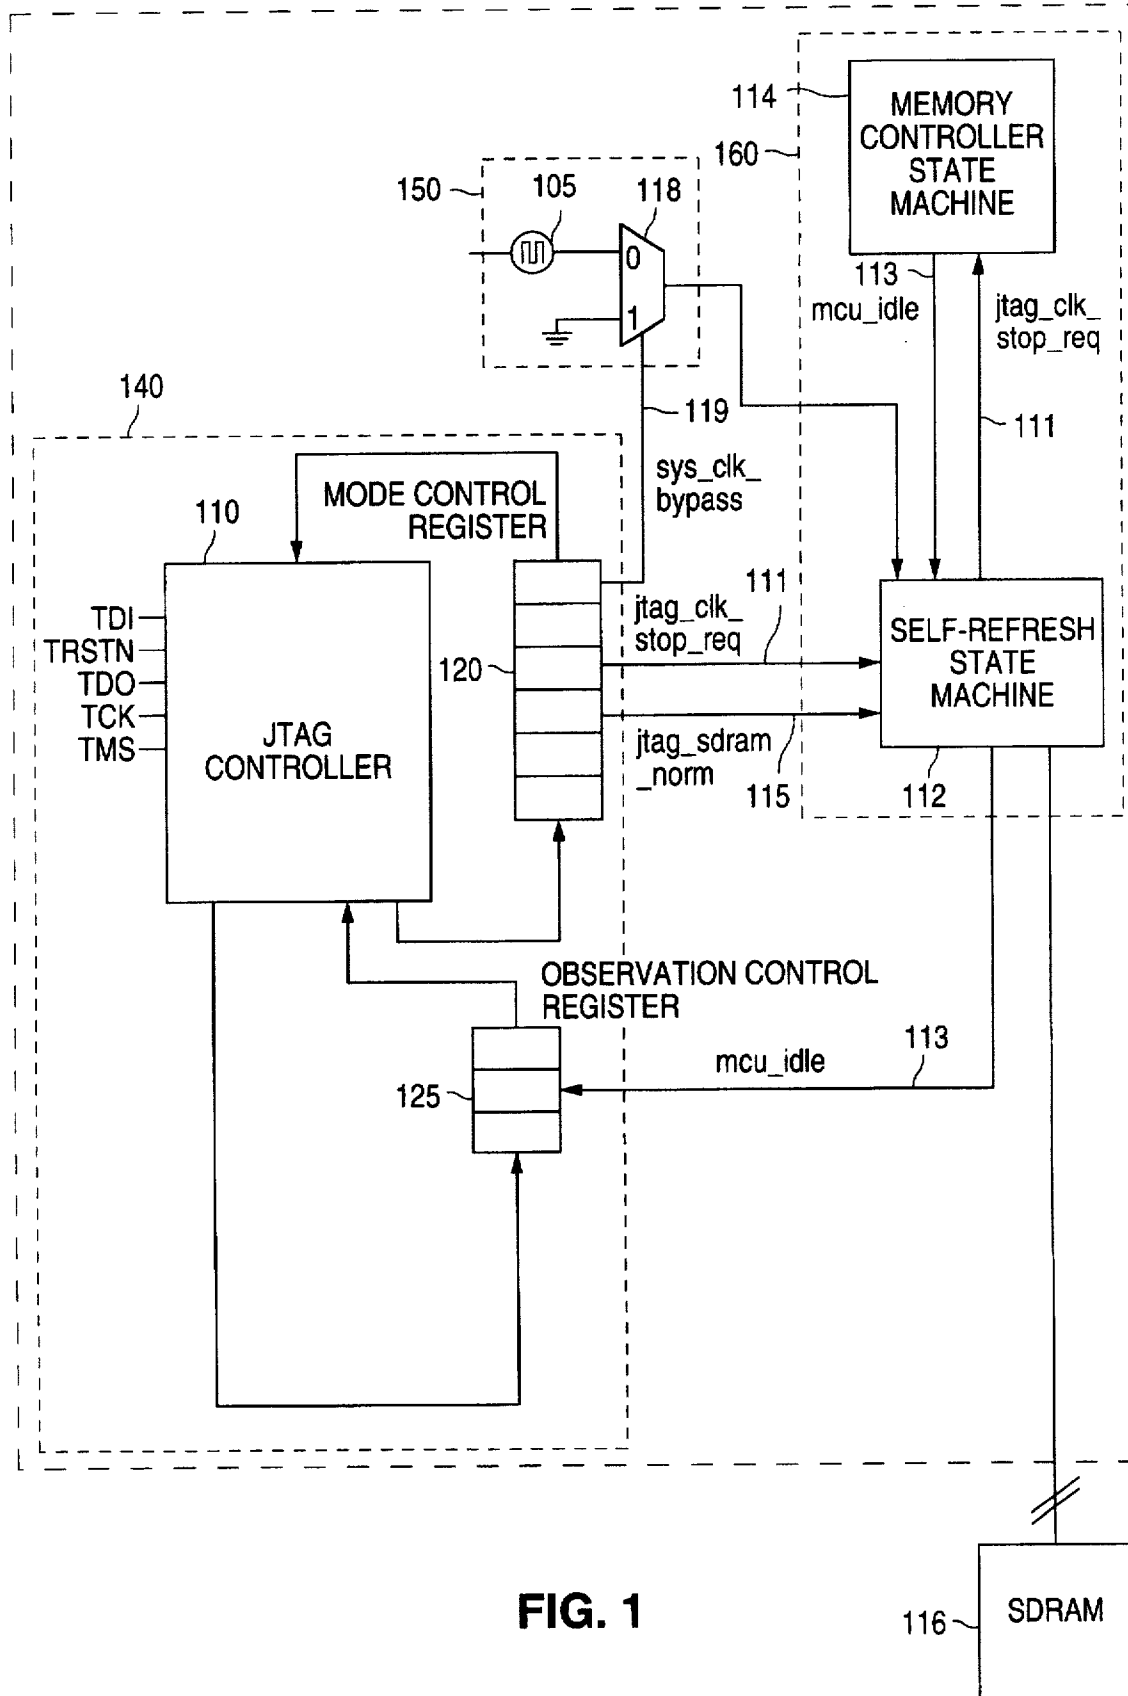 114
MEMORY
CONTROLLER
STATE
MACHINE
160
150
105
118
0
1
113
mcu_idle
jtag_clk_
stop_req
111
119
sys_clk_
bypass
140
MODE CONTROL
REGISTER
110
TDI
TRSTN
TDO
TCK
TMS
JTAG
CONTROLLER
120
jtag_clk_
stop_req
111
jtag_sdram
_norm
115
SELF-REFRESH
STATE
MACHINE
112
OBSERVATION CONTROL
REGISTER
125
mcu_idle
113
FIG. 1
116
SDRAM